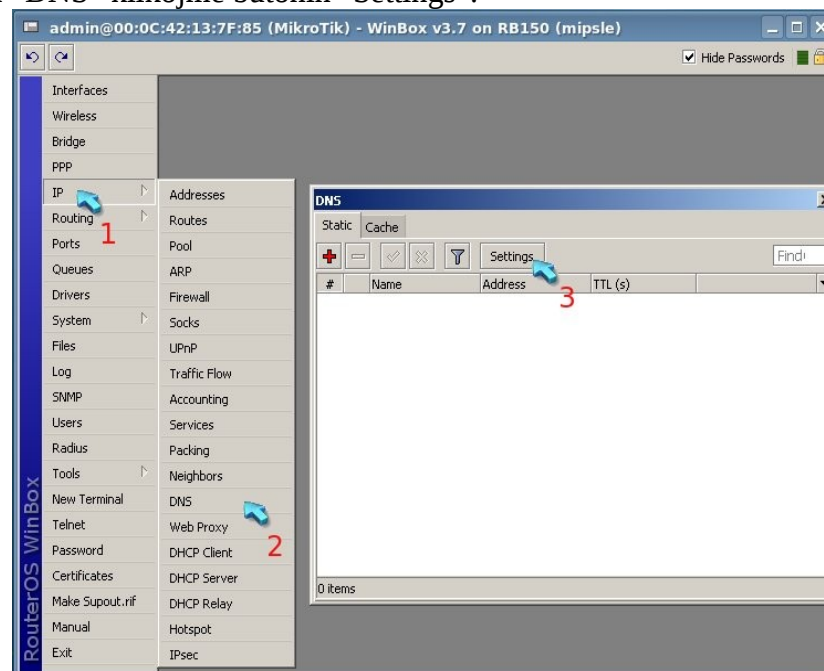 "DNS" klikojmë butonin "Settings".
admin@00:0C:42:13:7F:85 (MikroTik) - WinBox v3.7 on RB150 (mipsle)
Hide Passwords
Interfaces
Wireless
Bridge
PPP
IP
Routing
1
Ports
Queues
Drivers
System
Files
Log
SNMP
Users
Radius
Tools
New Terminal
Telnet
Password
Certificates
Make Supout.rif
Manual
Exit
RouterOS WinBox
Addresses
Routes
Pool
ARP
Firewall
Socks
UPnP
Traffic Flow
Accounting
Services
Packing
Neighbors
DNS
Web Proxy
2
DHCP Client
DHCP Server
DHCP Relay
Hotspot
IPsec
DNS
Static Cache
Settings
Find
# Name Address TTL (s)
3
0 items